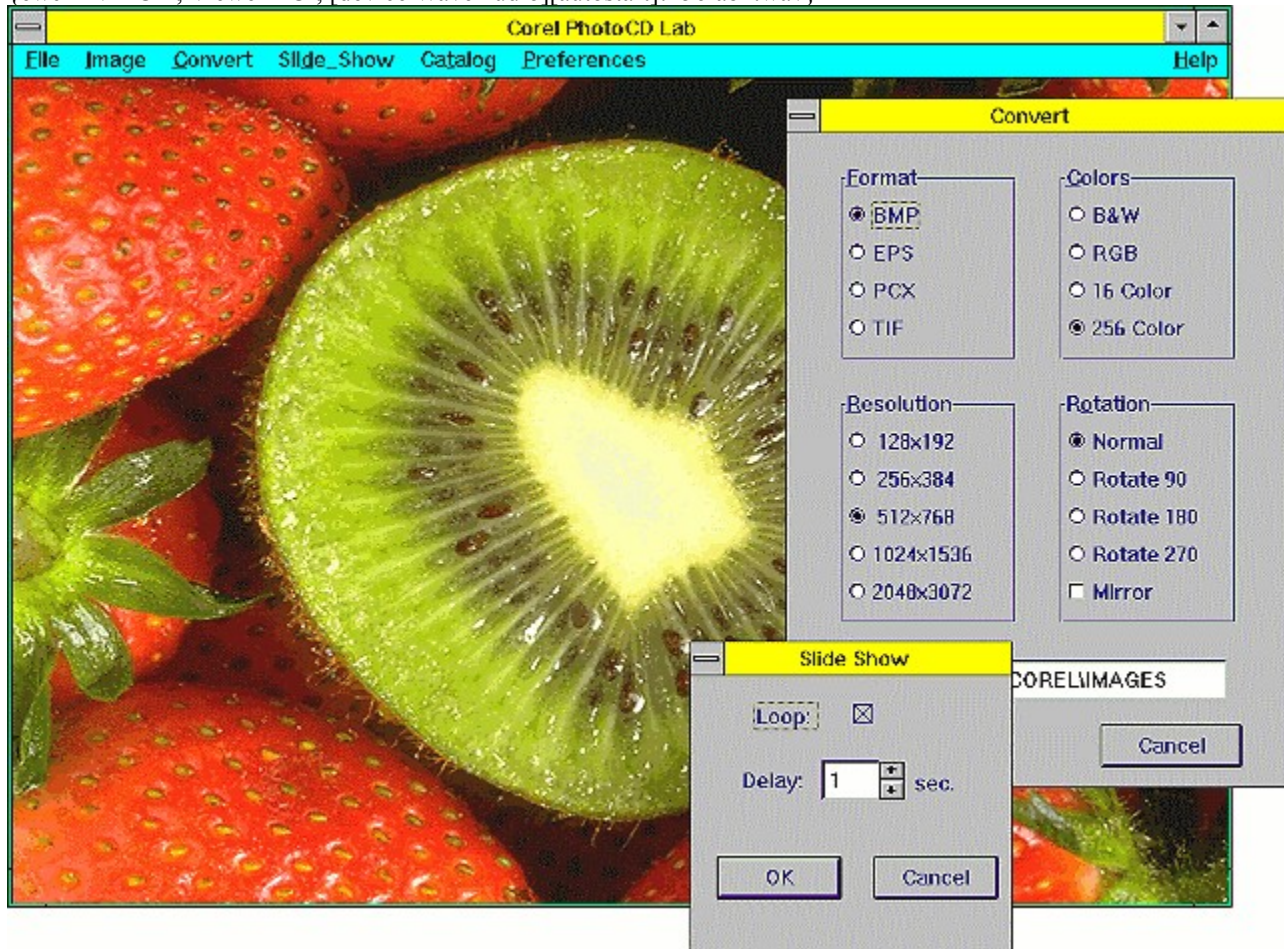 Corel PhotoCD Lab
File Image Convert Slide_Show Catalog Preferences Help
Convert
Format
BMP
EPS
PCX
TIF
Colors
B&W
RGB
16 Color
256 Color
Resolution
128x192
256x384
512x768
1024x1536
2048x3072
Rotation
Normal
Rotate 90
Rotate 180
Rotate 270
Mirror
COREL\IMAGES
Cancel
Slide Show
Loop:
Delay: 1 sec.
OK Cancel